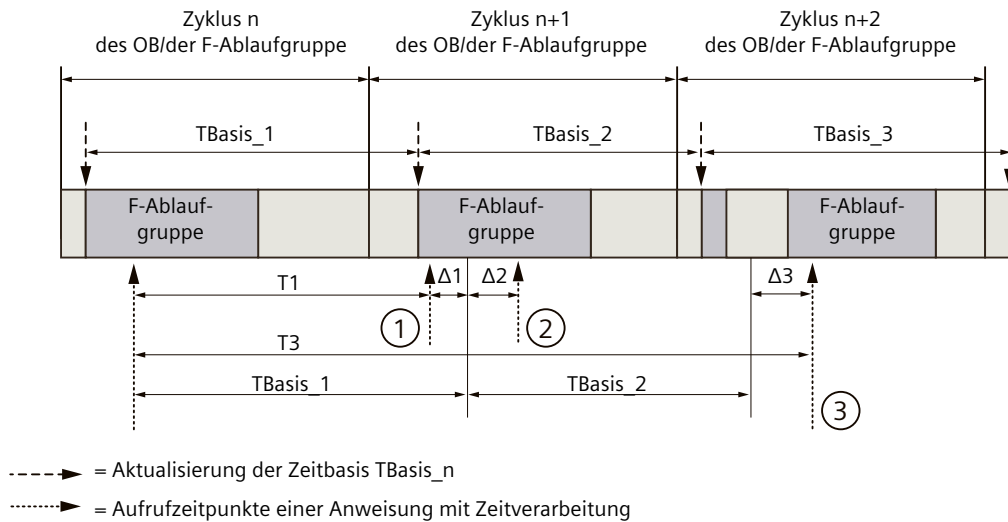 Zyklus n
des OB/der F-Ablaufgruppe
Zyklus n+1
des OB/der F-Ablaufgruppe
Zyklus n+2
des OB/der F-Ablaufgruppe
TBasis_1
TBasis_2
TBasis_3
F-Ablauf-
gruppe
F-Ablauf-
gruppe
F-Ablauf-
gruppe
T1
Δ1
Δ2
Δ3
1
2
T3
TBasis_1
TBasis_2
3
= Aktualisierung der Zeitbasis TBasis_n
= Aufrufzeitpunkte einer Anweisung mit Zeitverarbeitung